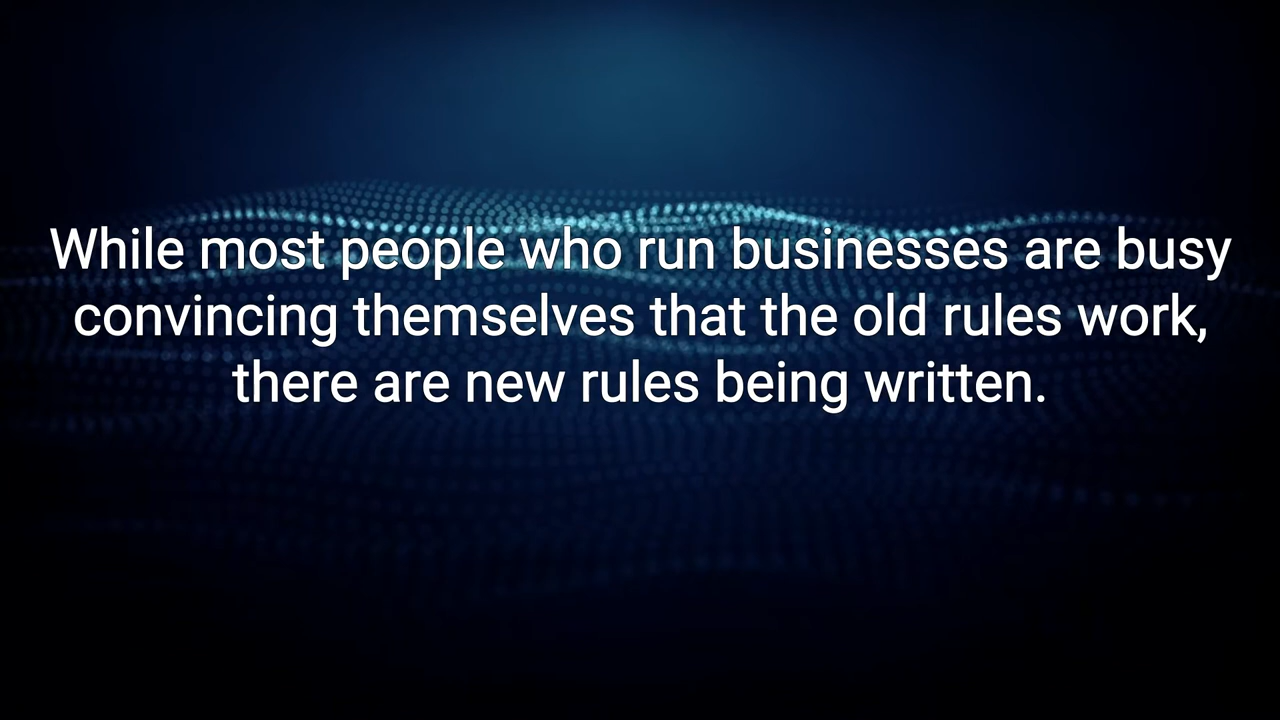 While most people who run businesses are busy
convincing themselves that the old rules work,
there are new rules being written.